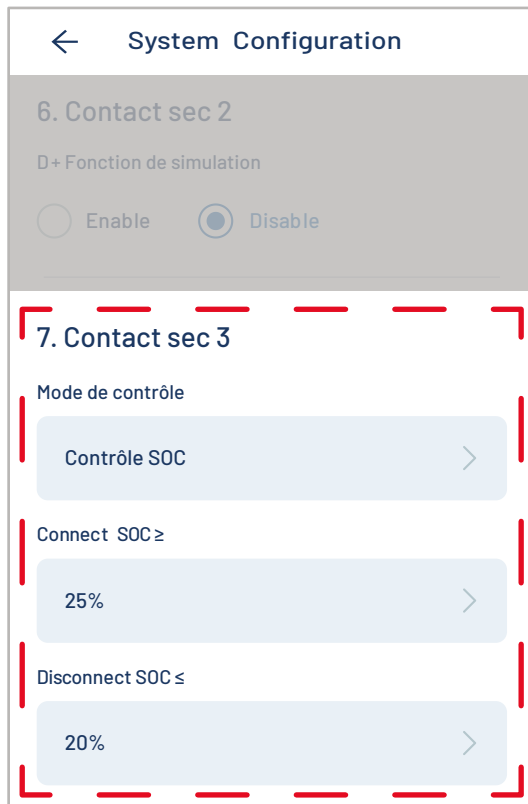 System Configuration
6. Contact sec 2
D+ Fonction de simulation
Enable Disable
7. Contact sec 3
Mode de contrôle
Contrôle SOC
Connect SOC ≥
25%
Disconnect SOC ≤
20%